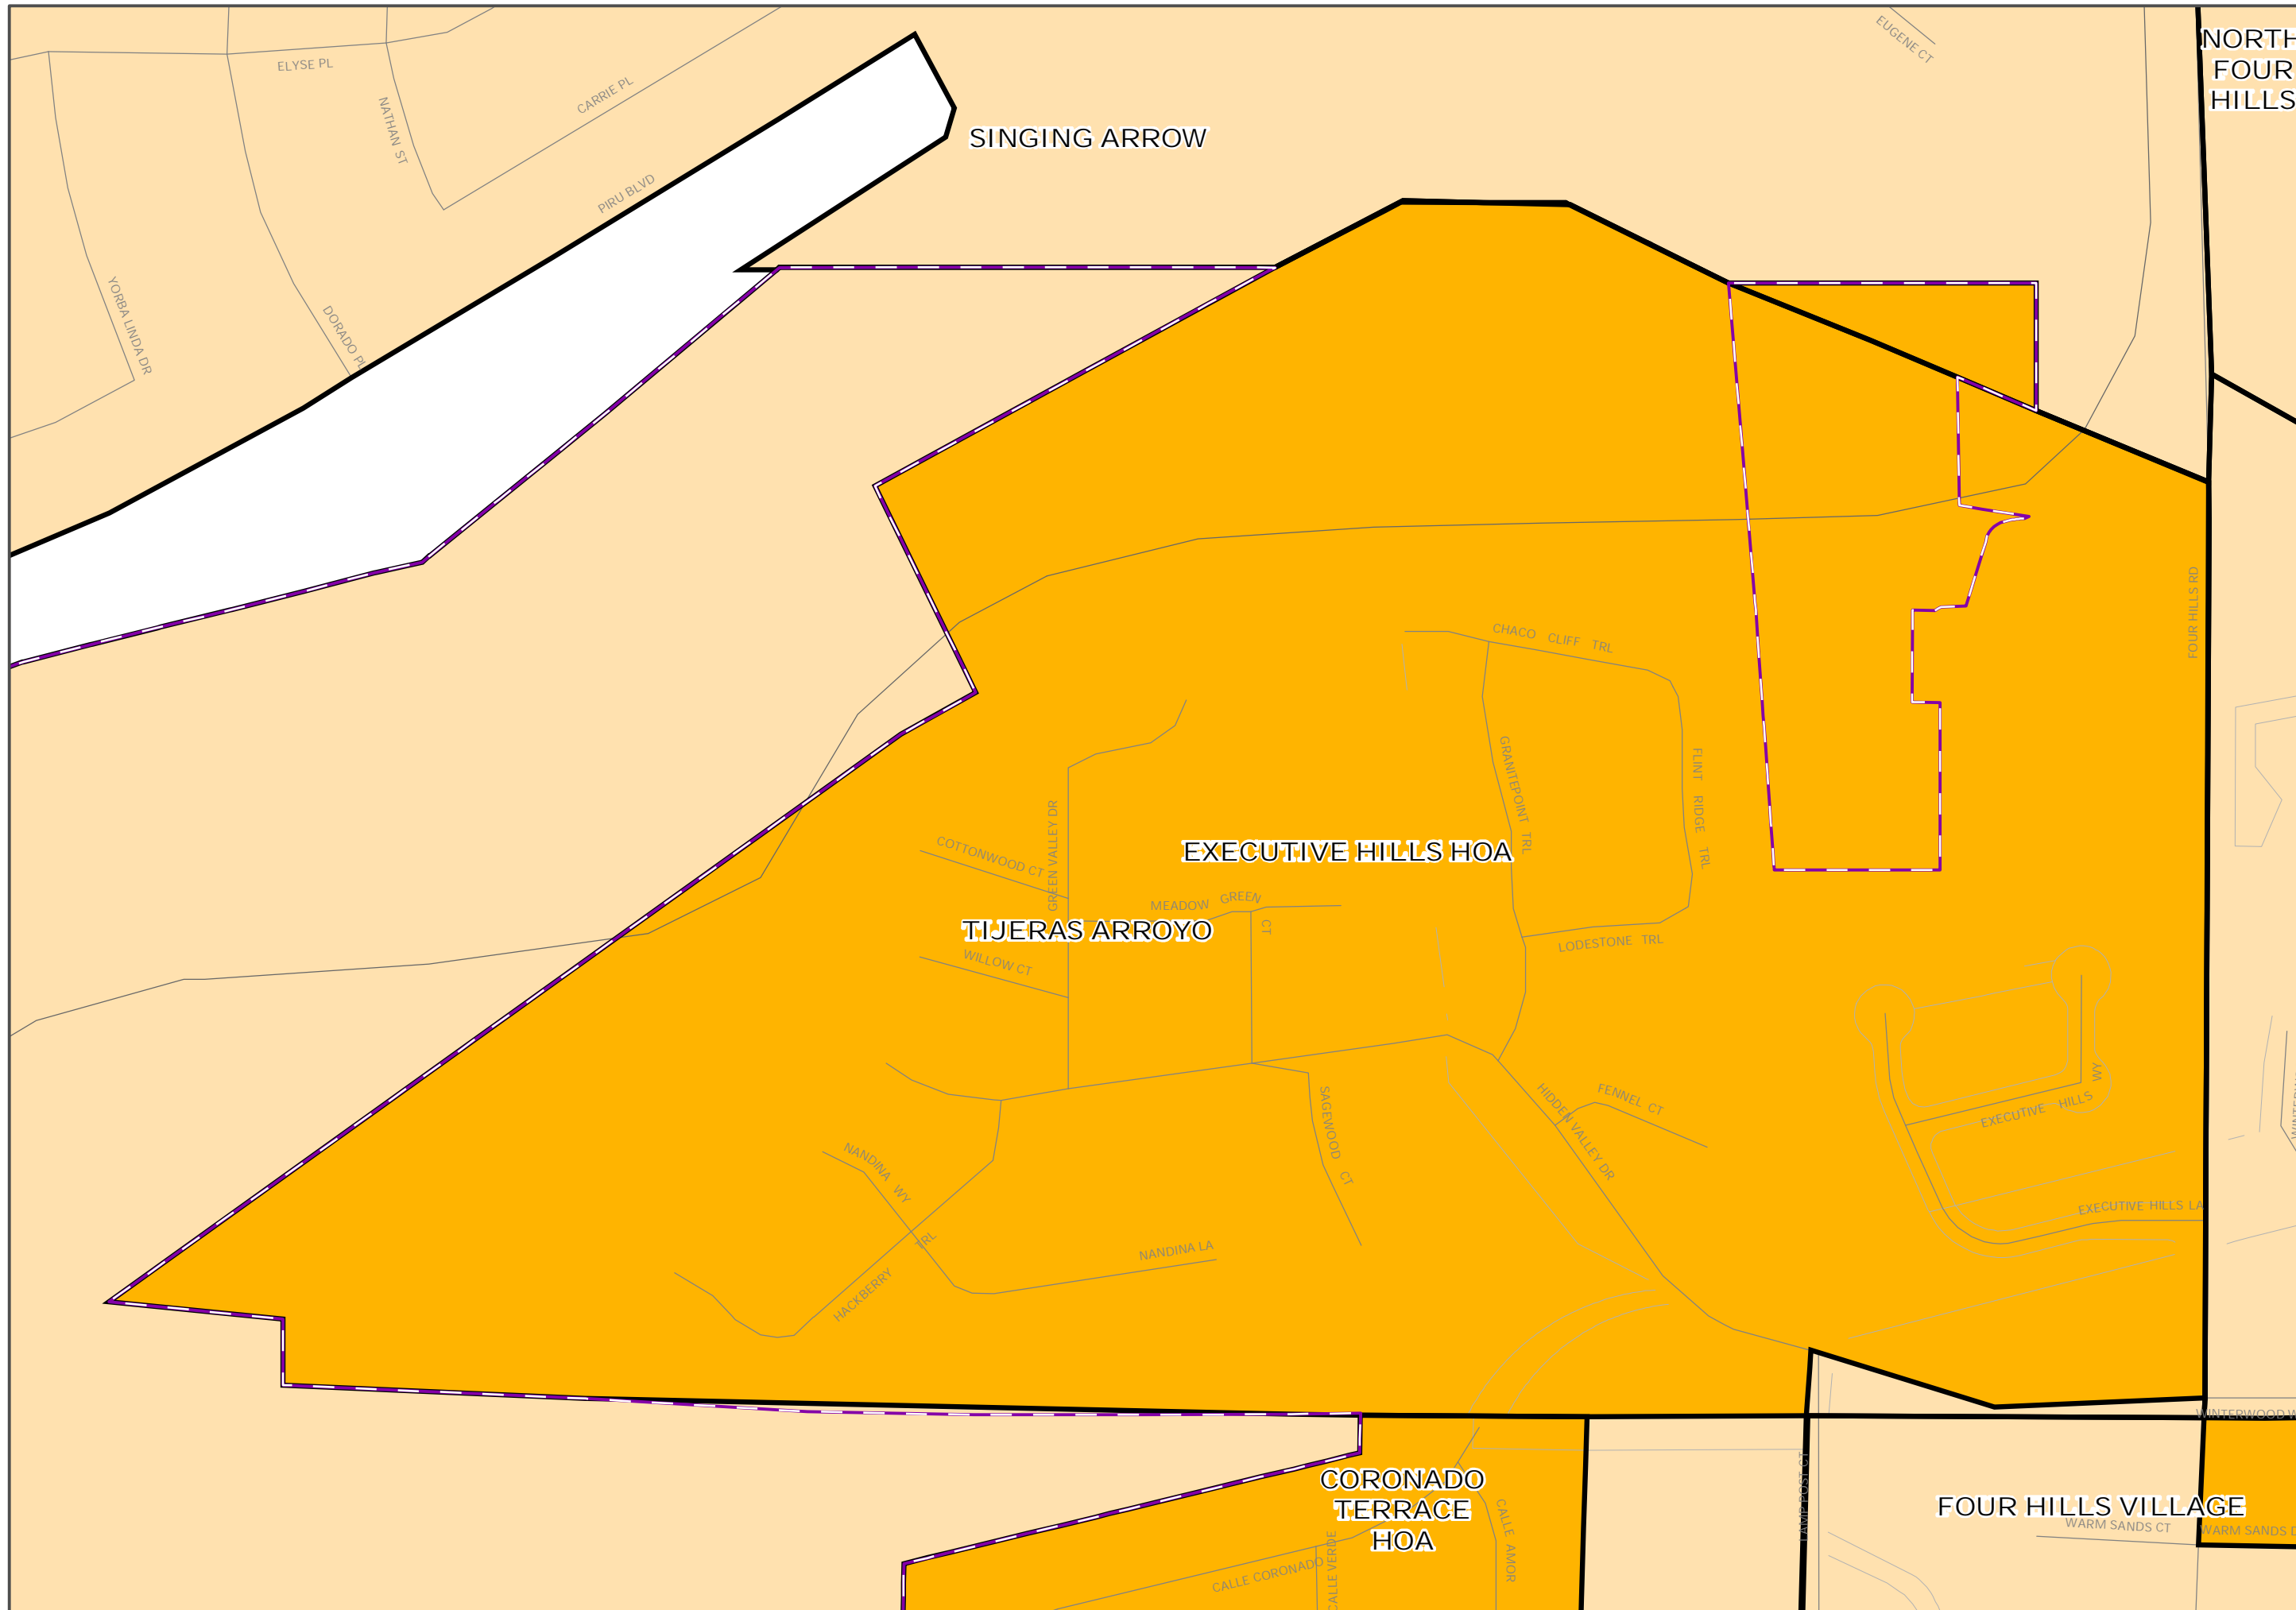 EUGENE CT
NORTH
FOUR
HILLS
ELYSE PL
NATHAN ST
CARRIE PL
SINGING ARROW
PIRU BLVD
YORBA LINDA DR
DORADO PL
FOUR HILLS RD
CHACO CLIFF TRL
GRANITEPOINT TRL
FLINT RIDGE TRL
GREEN VALLEY DR
COTTONWOOD CT
EXECUTIVE HILLS HOA
MEADOW GREEN CT
TIJERAS ARROYO
WILLOW CT
LODESTONE TRL
SAGEWOOD CT
HIDDEN VALLEY DR
FENNEL CT
EXECUTIVE HILLS WY
NANDINA WY
EXECUTIVE HILLS LA
NANDINA LA
HACKBERRY TRL
WINTERWOOD W
LAMPPOST CT
CORONADO
TERRACE
HOA
CALLE AMOR
FOUR HILLS VILLAGE
WARM SANDS CT
WARM SANDS D
CALLE CORONADO
CALLE VERDE